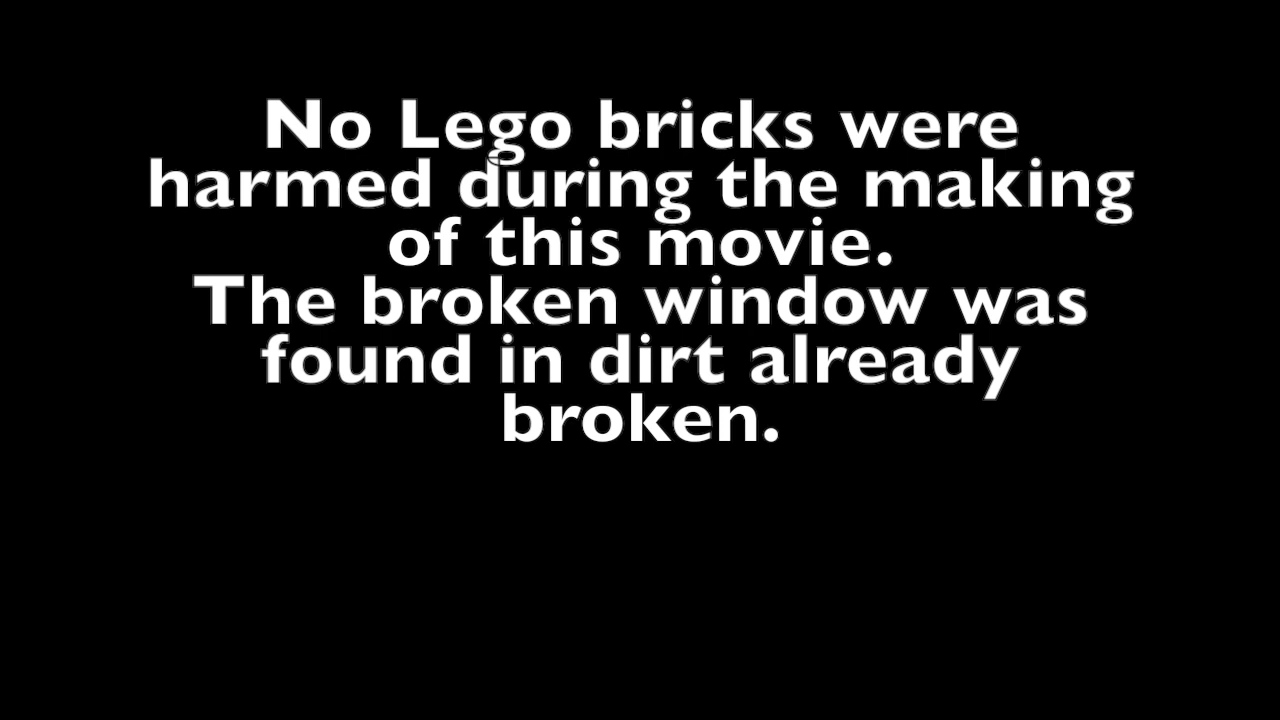 No Lego bricks were
harmed during the making
of this movie.
The broken window was
found in dirt already
broken.